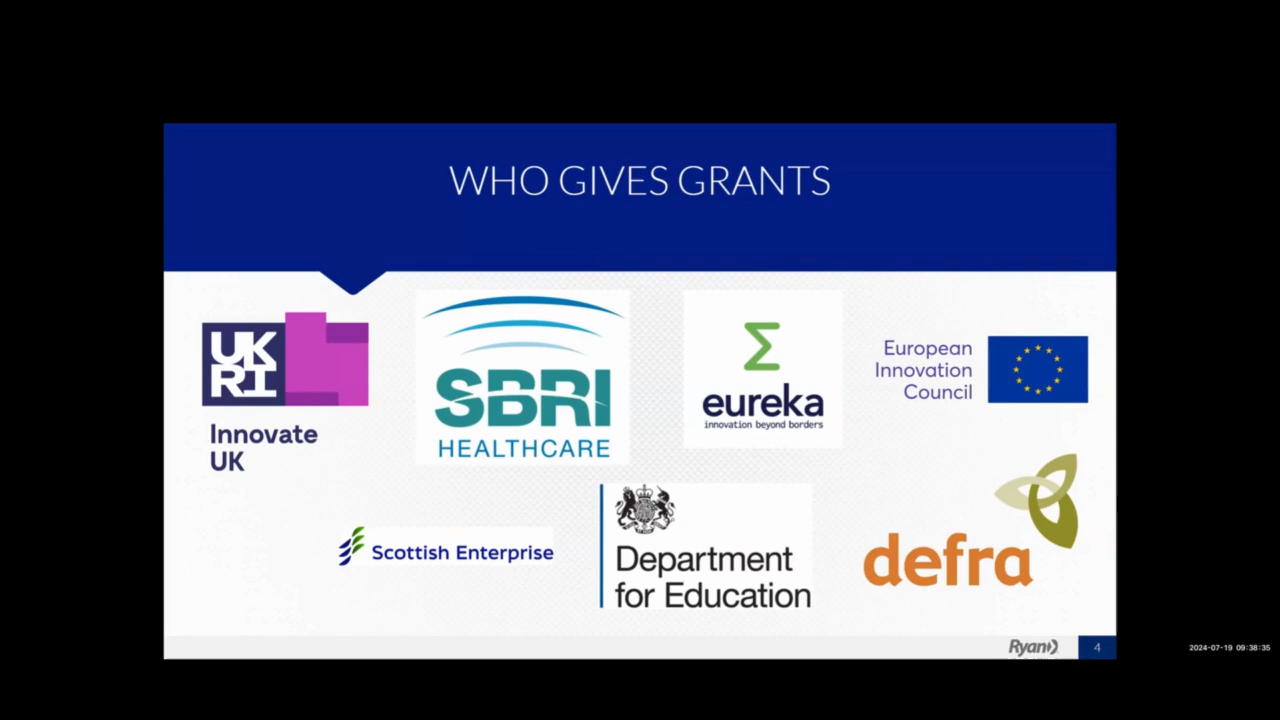 WHO GIVES GRANTS
UK
RI
Innovate
UK
SBRI
HEALTHCARE
eureka
innovation beyond borders
European
Innovation
Council
Scottish Enterprise
Department
for Education
defra
Ryan
4
2024-07-19 09:38:35